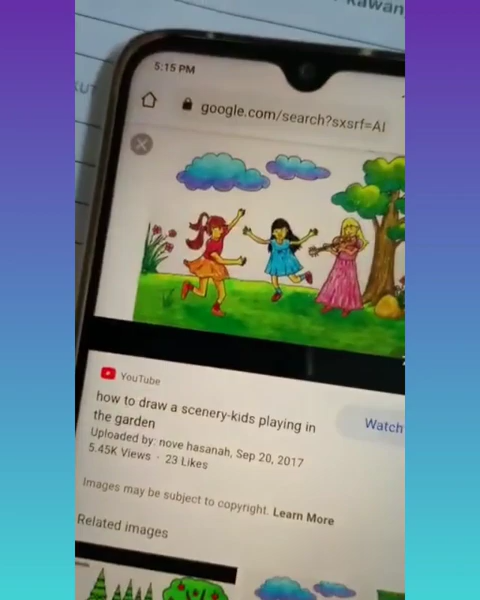 5:15 PM
google.com/search?sxsrf=AI
YouTube
how to draw a scenery-kids playing in
the garden
Watch
Uploaded by: nove hasanah, Sep 20, 2017
5.45K Views · 23 Likes
Images may be subject to copyright. Learn More
Related images